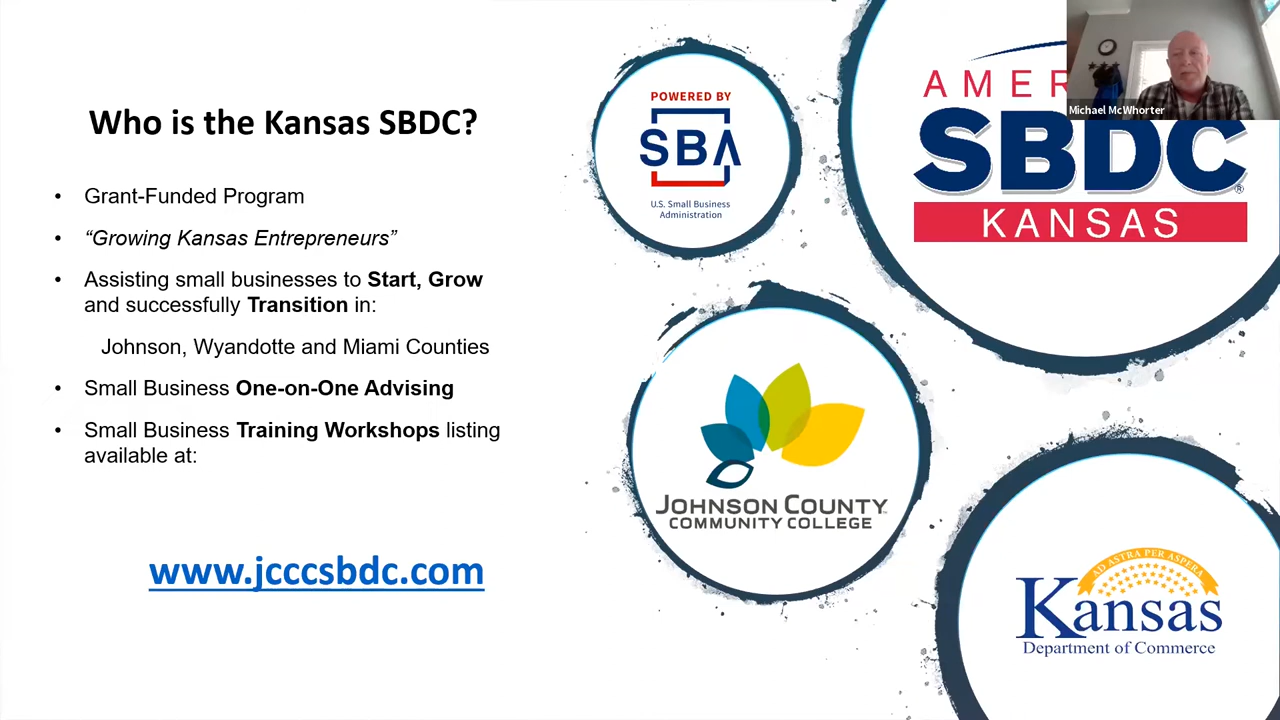 Who is the Kansas SBDC?
• Grant-Funded Program
• “Growing Kansas Entrepreneurs”
• Assisting small businesses to Start, Grow
and successfully Transition in:
Johnson, Wyandotte and Miami Counties
• Small Business One-on-One Advising
• Small Business Training Workshops listing
available at:
www.jcccsbdc.com
POWERED BY
SBA
U.S. Small Business
Administration
AMER
SBDC®
KANSAS
Michael McWhorter
JOHNSON COUNTY
COMMUNITY COLLEGE
AD ASTRA PER ASPERA
Kansas
Department of Commerce